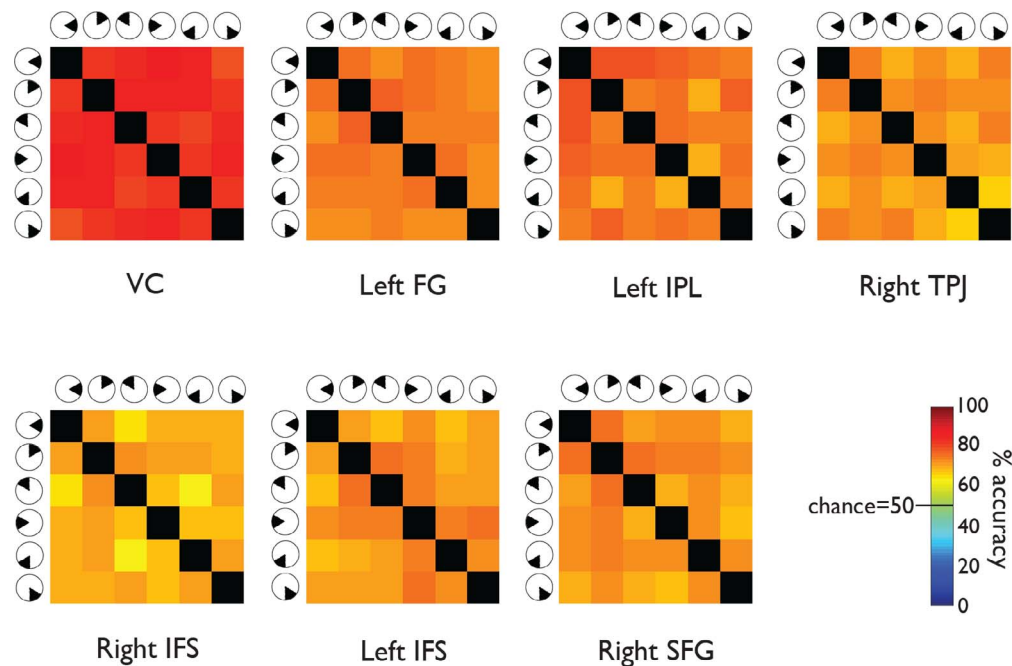 VC
Left FG
Left IPL
Right TPJ
Right IFS
Left IFS
Right SFG
100
80
60
chance=50
40
20
0
% accuracy